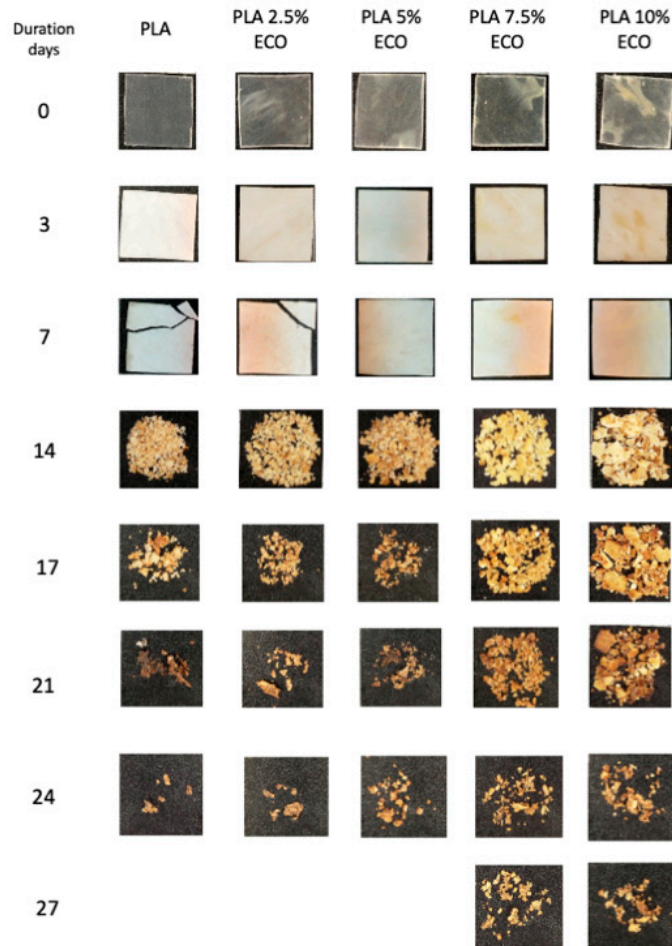 Duration
days
PLA
PLA 2.5%
ECO
PLA 5%
ECO
PLA 7.5%
ECO
PLA 10%
ECO
0
3
7
14
17
21
24
27